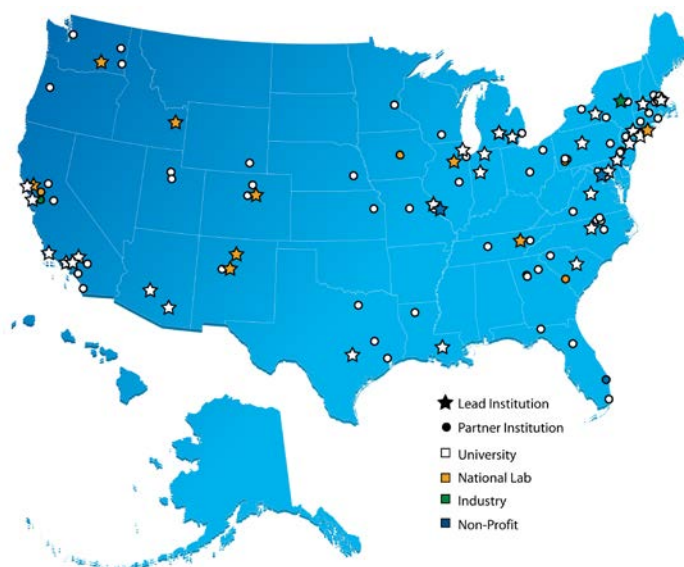 Lead Institution
Partner Institution
University
National Lab
Industry
Non-Profit